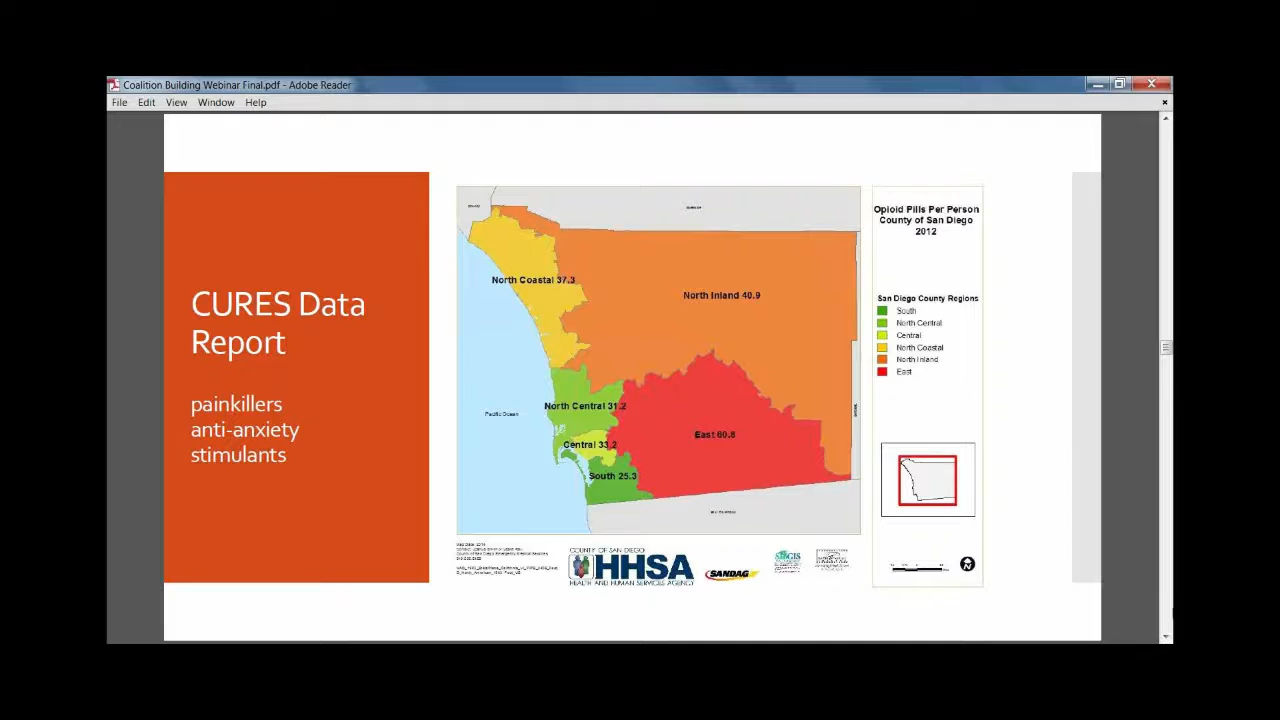 Coalition Building Webinar Final.pdf - Adobe Reader
File Edit View Window Help
CURES Data
Report
painkillers
anti-anxiety
stimulants
North Coastal 37.3
North Inland 40.9
North Central 31.2
Pacific Ocean
Central 33.2
East 60.8
South 25.3
Opioid Pills Per Person
County of San Diego
2012
San Diego County Regions
South
North Central
Central
North Coastal
North Inland
East
COUNTY OF SAN DIEGO
HHSA
HEALTH AND HUMAN SERVICES AGENCY
SANDAG
N